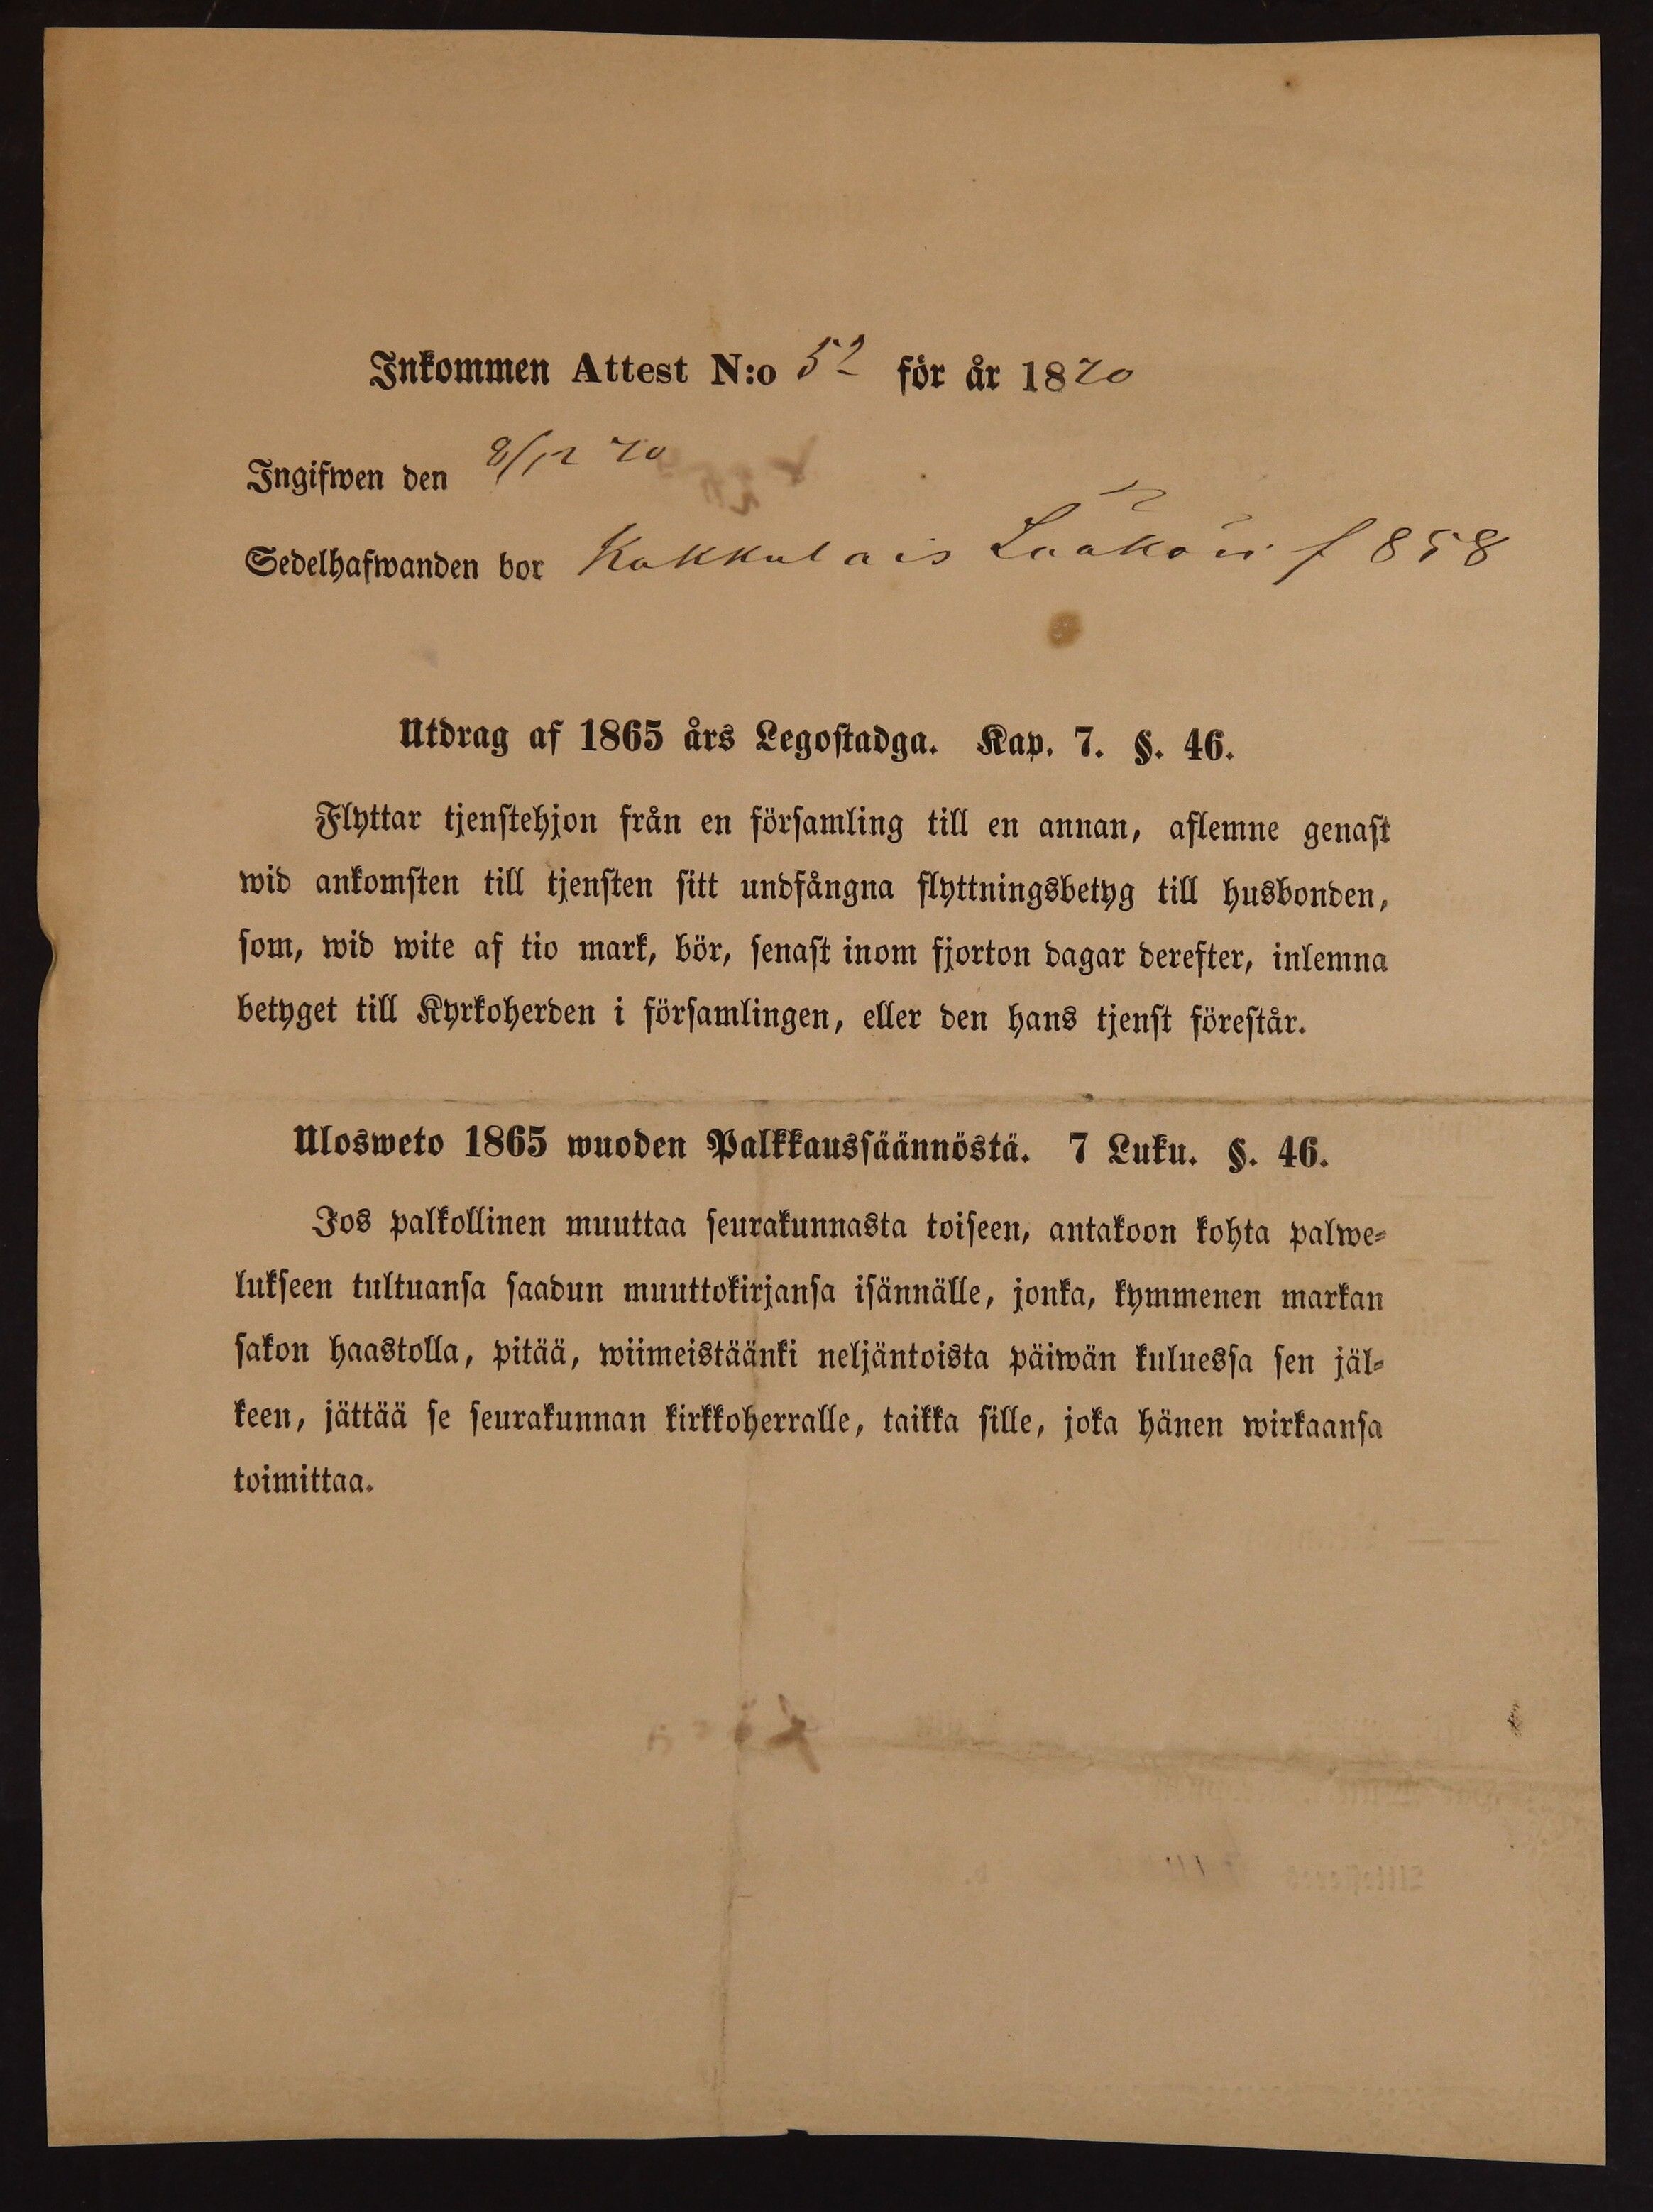 Inkommen Attest N:o 52 för år 1870
Ingifwen den 8/12 70
Sedelhafwanden bor Kokkulais f 858
Utdrag af 1865 års Legostadga. Kap. 7. §. 46.
Flyttar tjenstehjon från en församling till en annan, aflemne genast
wid ankomsten till tjensten sitt undfångna flyttningsbetyg till husbonden,
som, wid wite af tio mark, bör, senast inom fjorton dagar derefter, inlemna
betyget till Kyrkoherden i församlingen, eller den hans tjenst förestår.
Ulosweto 1865 wuoden Palkkaussäännöstä. 7 Luku. §. 46.
Jos palkollinen muuttaa seurakunnasta toiseen, antakoon kohta palwe-
lukseen tultuansa saadun muuttokirjansa isännälle, jonka, kymmenen markan
sakon haastolla, pitää, wiimeistäänki neljäntoista päiwän kuluessa sen jäl-
keen, jättää se seurakunnan kirkkoherralle, taikka sille, joka hänen wirkaansa
toimittaa.